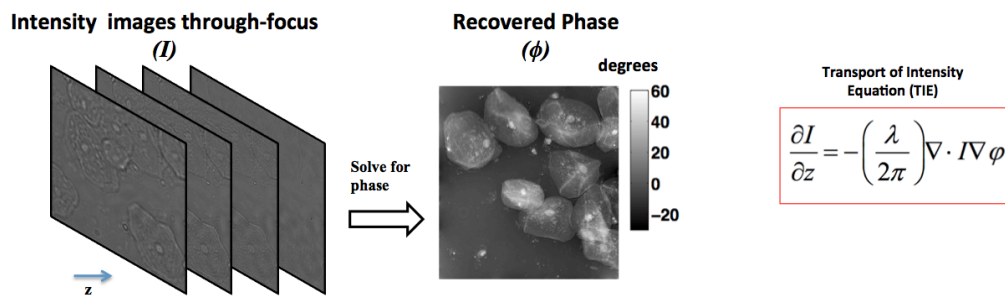 Intensity images through-focus
(I)
z
Solve for
phase
Recovered Phase
(ϕ)
degrees
60
40
20
0
−20
Transport of Intensity
Equation (TIE)
∂I/∂z = −(λ/2π)∇· I∇φ